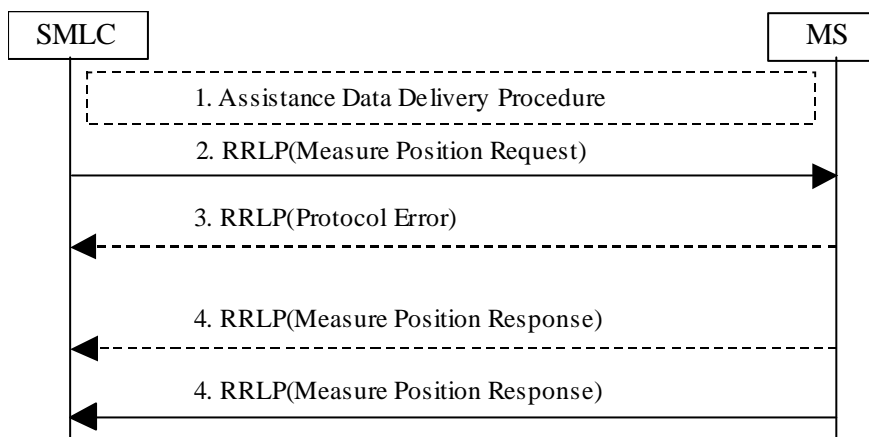 SMLC
MS
1. Assistance Data Delivery Procedure
2. RRLP(Measure Position Request)
3. RRLP(Protocol Error)
4. RRLP(Measure Position Response)
4. RRLP(Measure Position Response)